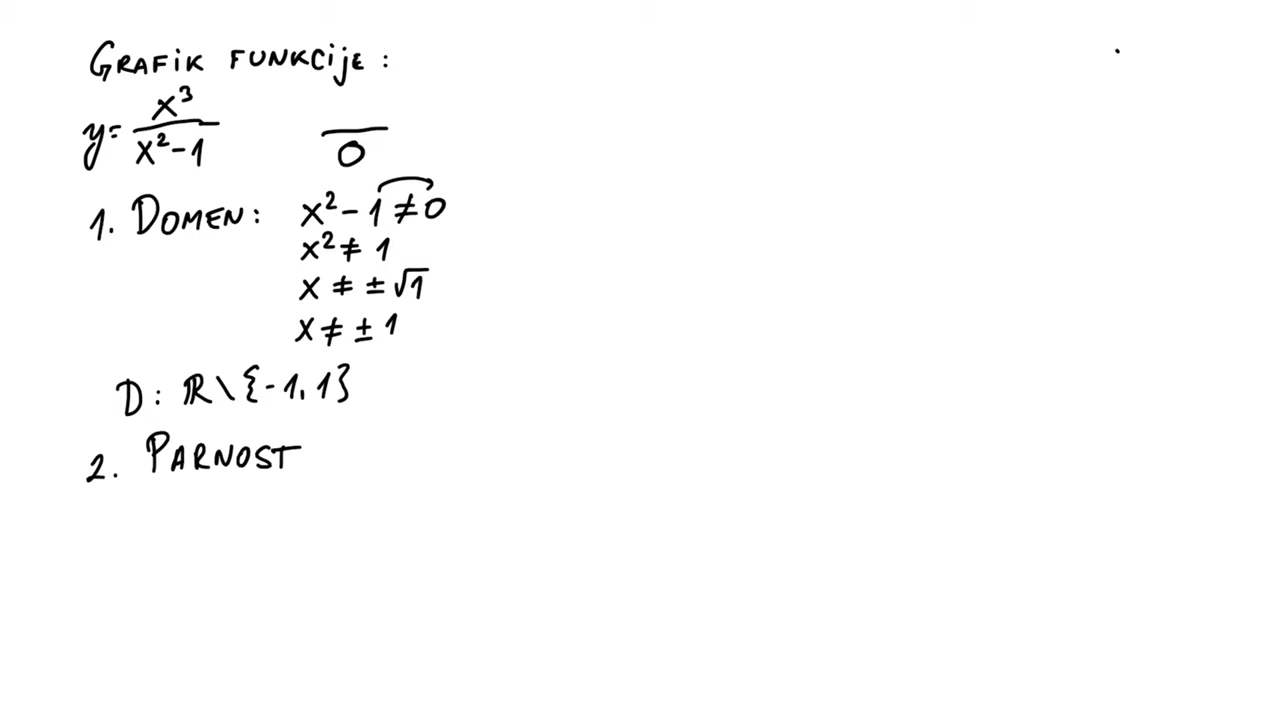 GRAFIK FUNKCIJE :
y = x³ / (x² - 1)
— / 0
1. DOMEN : x² - 1 ≠ 0
x² ≠ 1
x ≠ ± √1
x ≠ ± 1
D : ℝ \ {-1, 1}
2. PARNOST